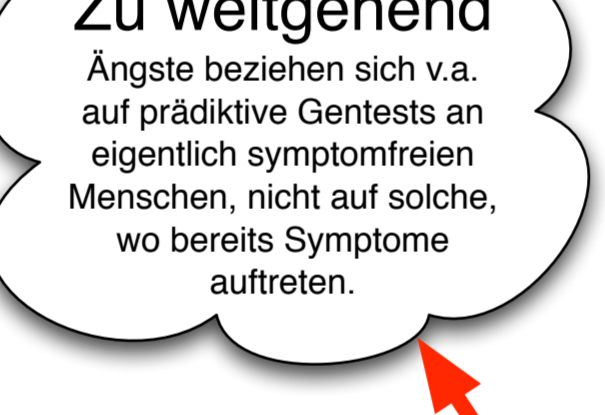 Zu weitgehend
Ängste beziehen sich v.a.
auf prädiktive Gentests an
eigentlich symptomfreien
Menschen, nicht auf solche,
wo bereits Symptome
auftreten.